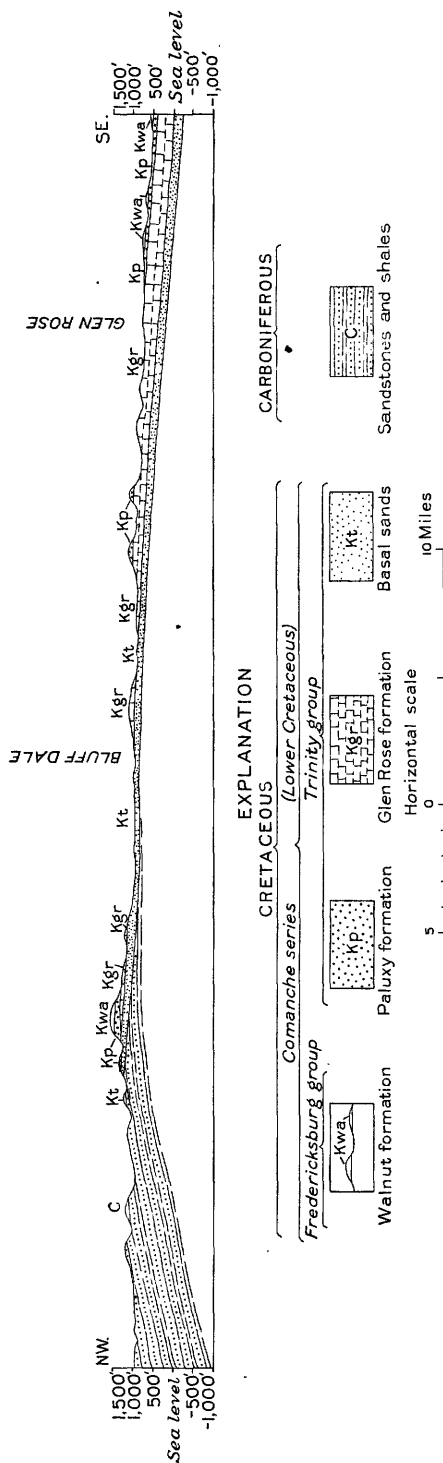 NW.
1,500'
1,000'
500'
Sea level
-500'
-1,000'
C
Kt
Kp
Kwa
Kgr
Kgr
Kt
BLUFF DALE
Kgr
Kt
Kgr
Kp
Kgr
GLEN ROSE
Kp
Kwa
Kp
Kwa
SE.
1,500'
1,000'
500'
Sea level
-500'
-1,000'
EXPLANATION
CRETACEOUS
CARBONIFEROUS
Comanche series (Lower Cretaceous)
Fredericksburg group
Trinity group
Kwa
Kp
Kgr
Kt
C
Walnut formation
Paluxy formation
Glen Rose formation
Basal sands
Sandstones and shales
Horizontal scale
5 0 10 Miles